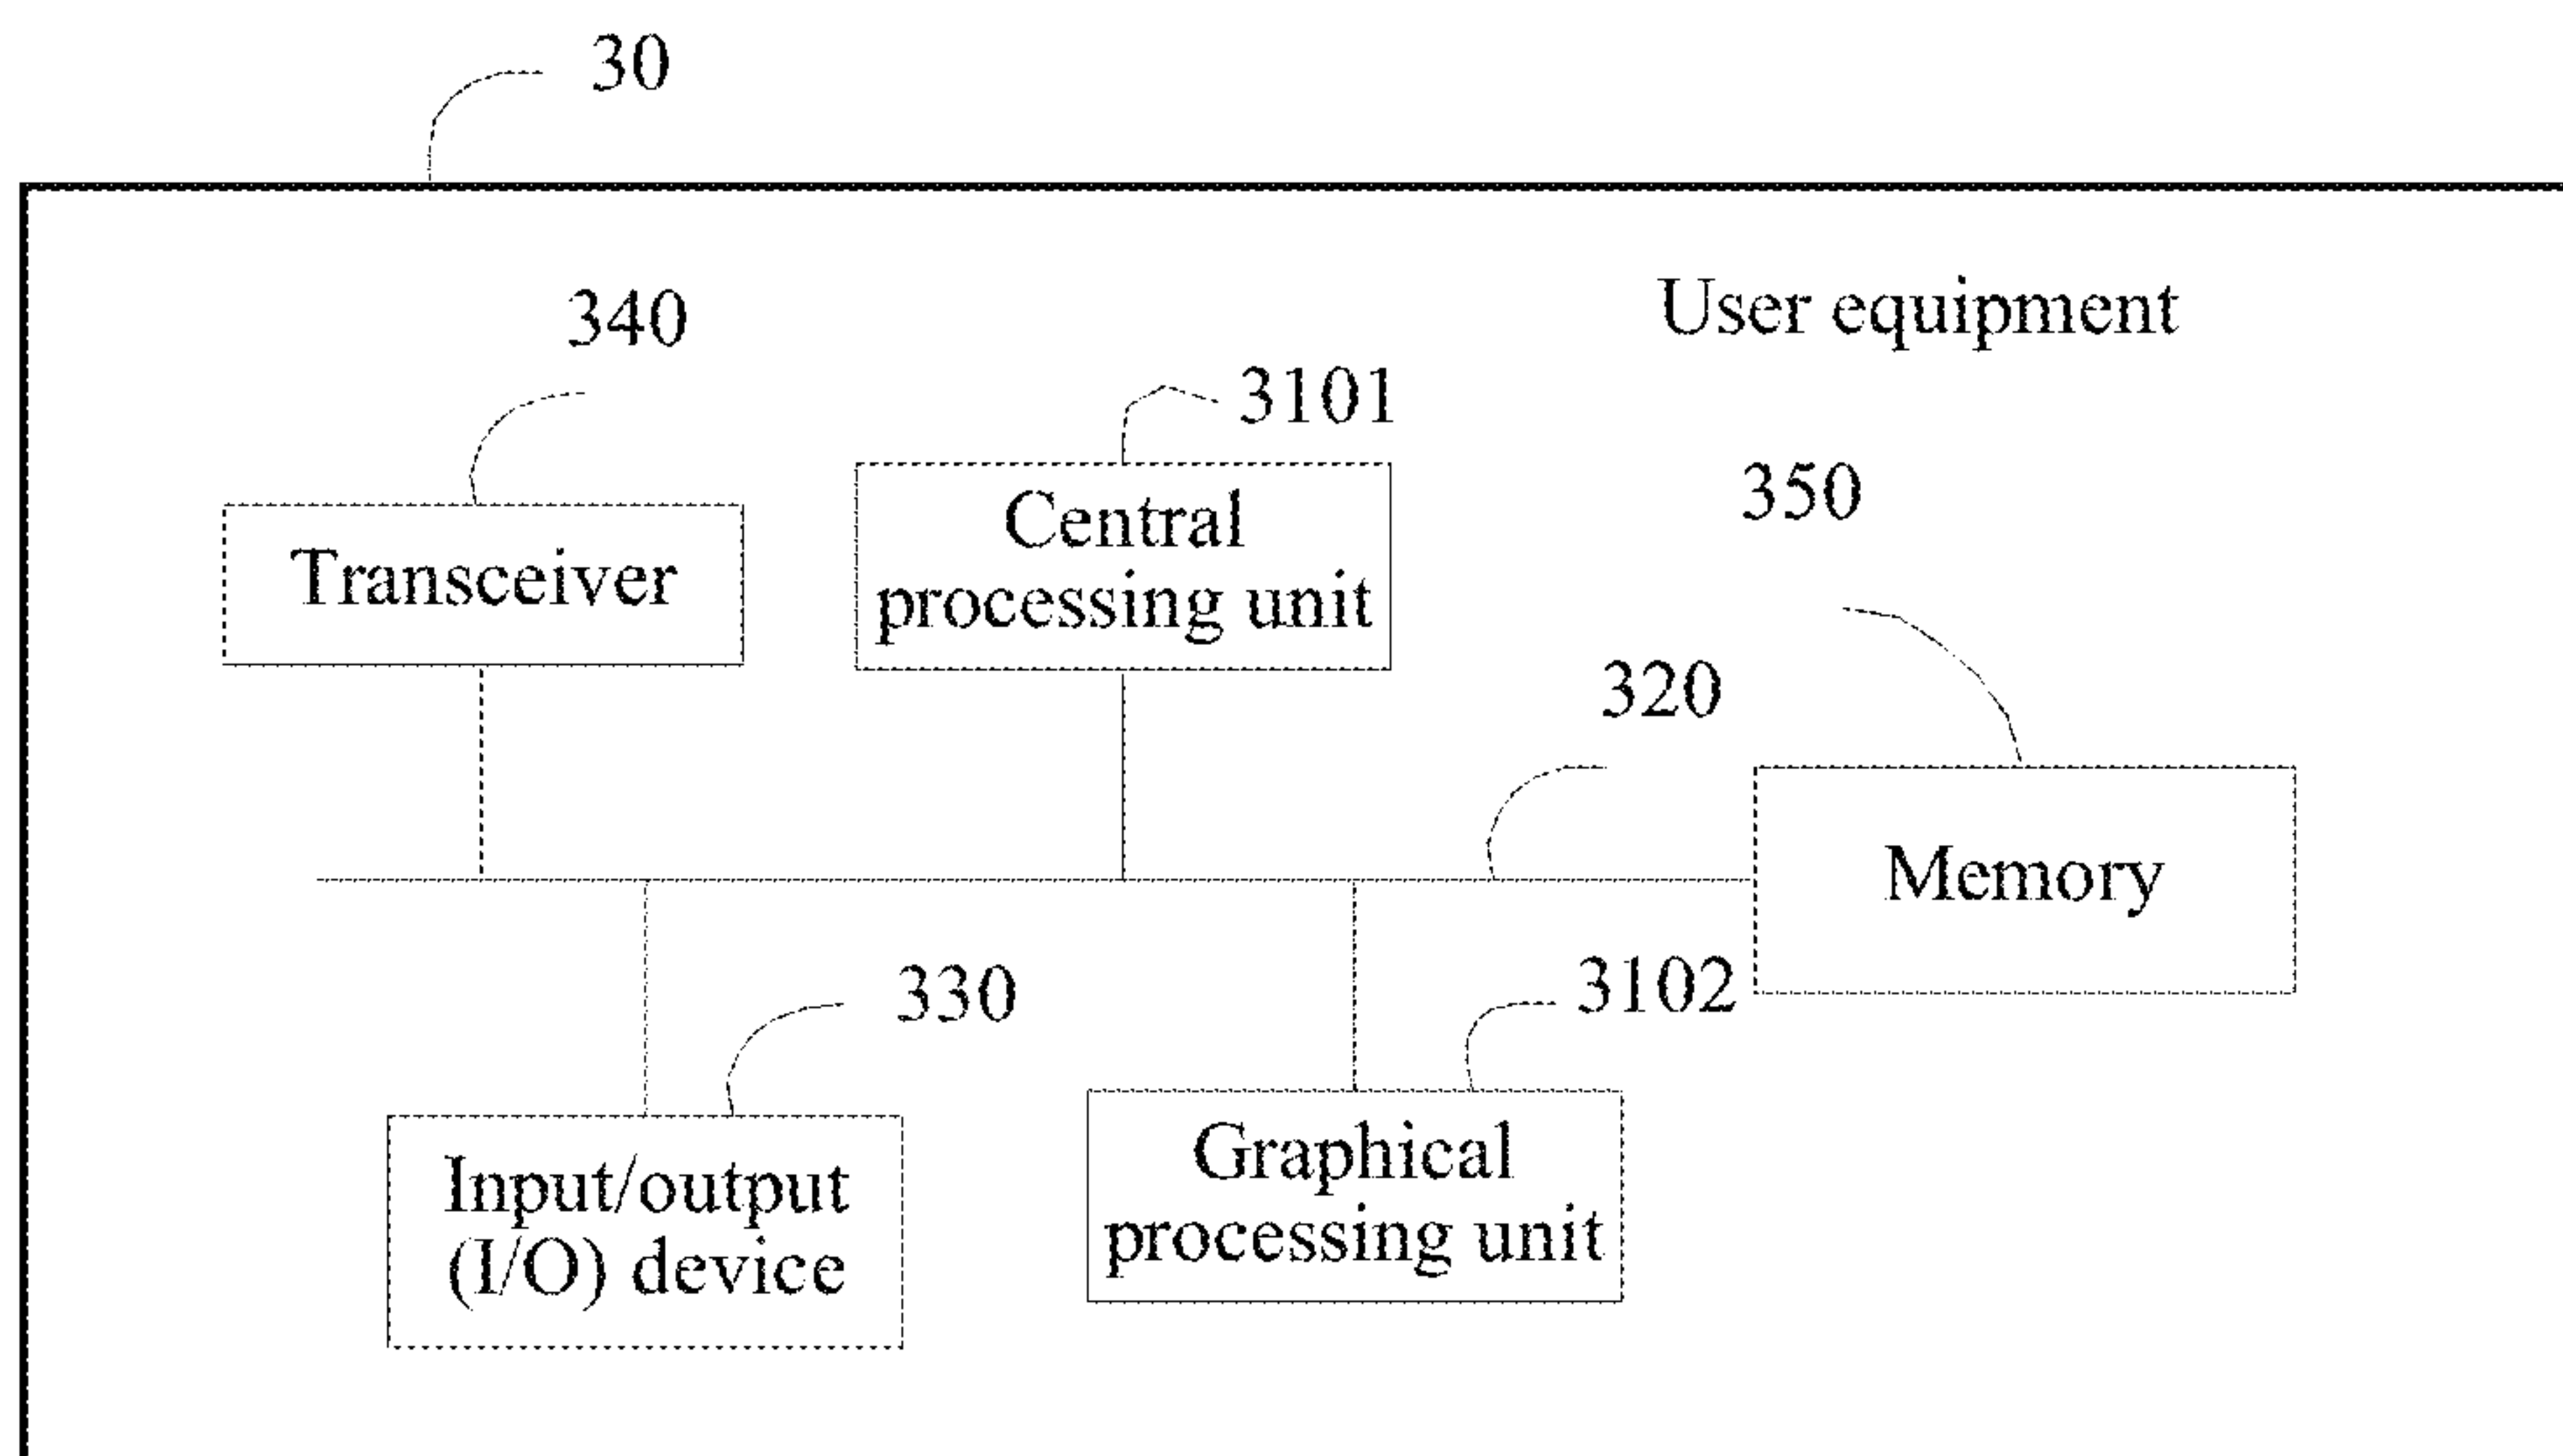 30
User equipment
340
3101
Transceiver
Central
processing unit
350
320
Memory
330
3102
Input/output
(I/O) device
Graphical
processing unit